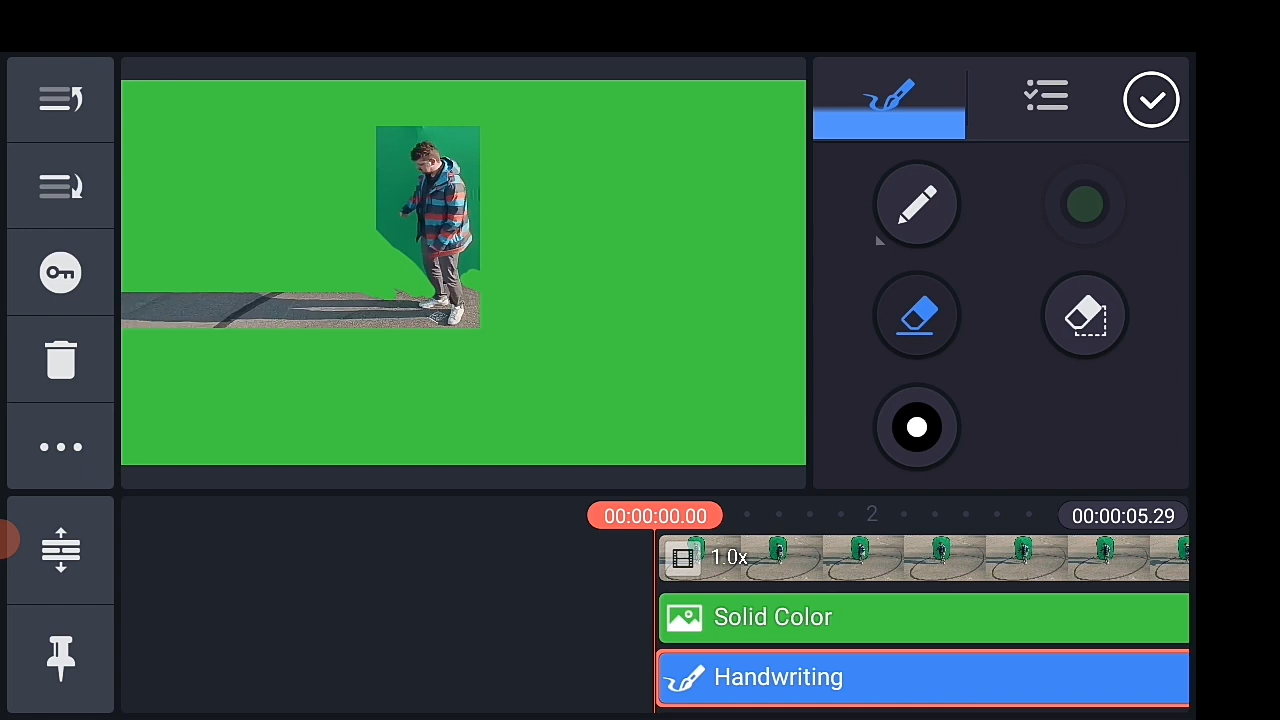 00:00:00.00
2
00:00:05.29
1.0x
Solid Color
Handwriting